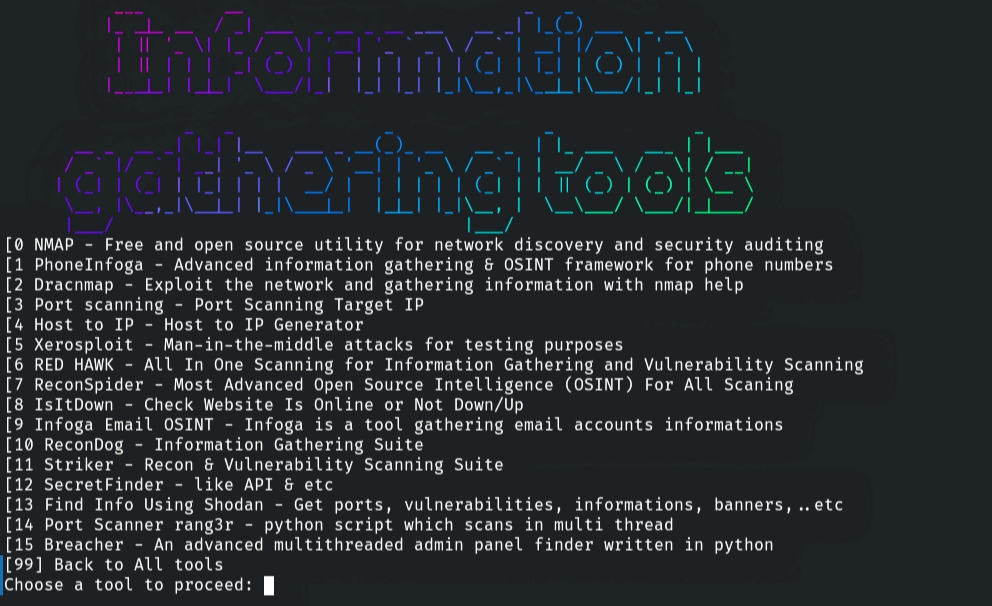 Information
gathering tools
[0 NMAP - Free and open source utility for network discovery and security auditing
[1 PhoneInfoga - Advanced information gathering & OSINT framework for phone numbers
[2 Dracnmap - Exploit the network and gathering information with nmap help
[3 Port scanning - Port Scanning Target IP
[4 Host to IP - Host to IP Generator
[5 Xerosploit - Man-in-the-middle attacks for testing purposes
[6 RED HAWK - All In One Scanning for Information Gathering and Vulnerability Scanning
[7 ReconSpider - Most Advanced Open Source Intelligence (OSINT) For All Scaning
[8 IsItDown - Check Website Is Online or Not Down/Up
[9 Infoga Email OSINT - Infoga is a tool gathering email accounts informations
[10 ReconDog - Information Gathering Suite
[11 Striker - Recon & Vulnerability Scanning Suite
[12 SecretFinder - like API & etc
[13 Find Info Using Shodan - Get ports, vulnerabilities, informations, banners,..etc
[14 Port Scanner rang3r - python script which scans in multi thread
[15 Breacher - An advanced multithreaded admin panel finder written in python
[99] Back to All tools
Choose a tool to proceed: